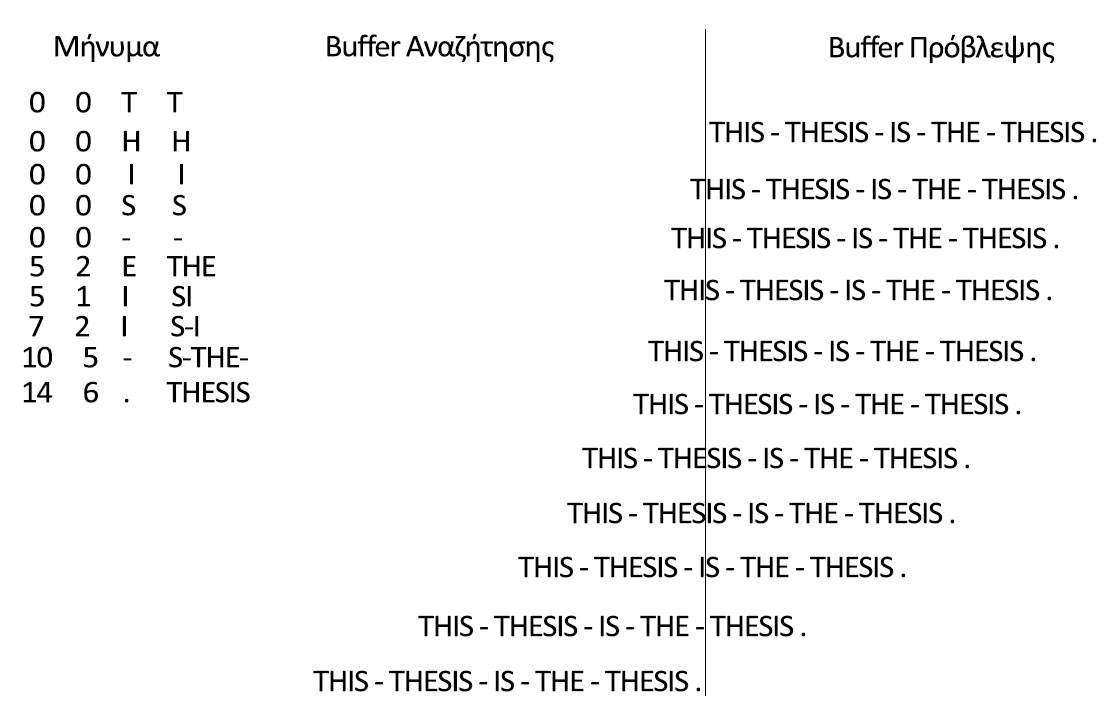 Μήνυμα Buffer Αναζήτησης Buffer Πρόβλεψης
0 0 T T
THIS - THESIS - IS - THE - THESIS .
0 0 H H
0 0 I I
THIS - THESIS - IS - THE - THESIS .
0 0 S S
0 0 - -
THIS - THESIS - IS - THE - THESIS .
5 2 E THE
5 1 I SI
THIS - THESIS - IS - THE - THESIS .
7 2 I S-I
10 5 - S-THE-
THIS - THESIS - IS - THE - THESIS .
14 6 . THESIS
THIS - THESIS - IS - THE - THESIS .
THIS - THESIS - IS - THE - THESIS .
THIS - THESIS - IS - THE - THESIS .
THIS - THESIS - IS - THE - THESIS .
THIS - THESIS - IS - THE - THESIS .
THIS - THESIS - IS - THE - THESIS .